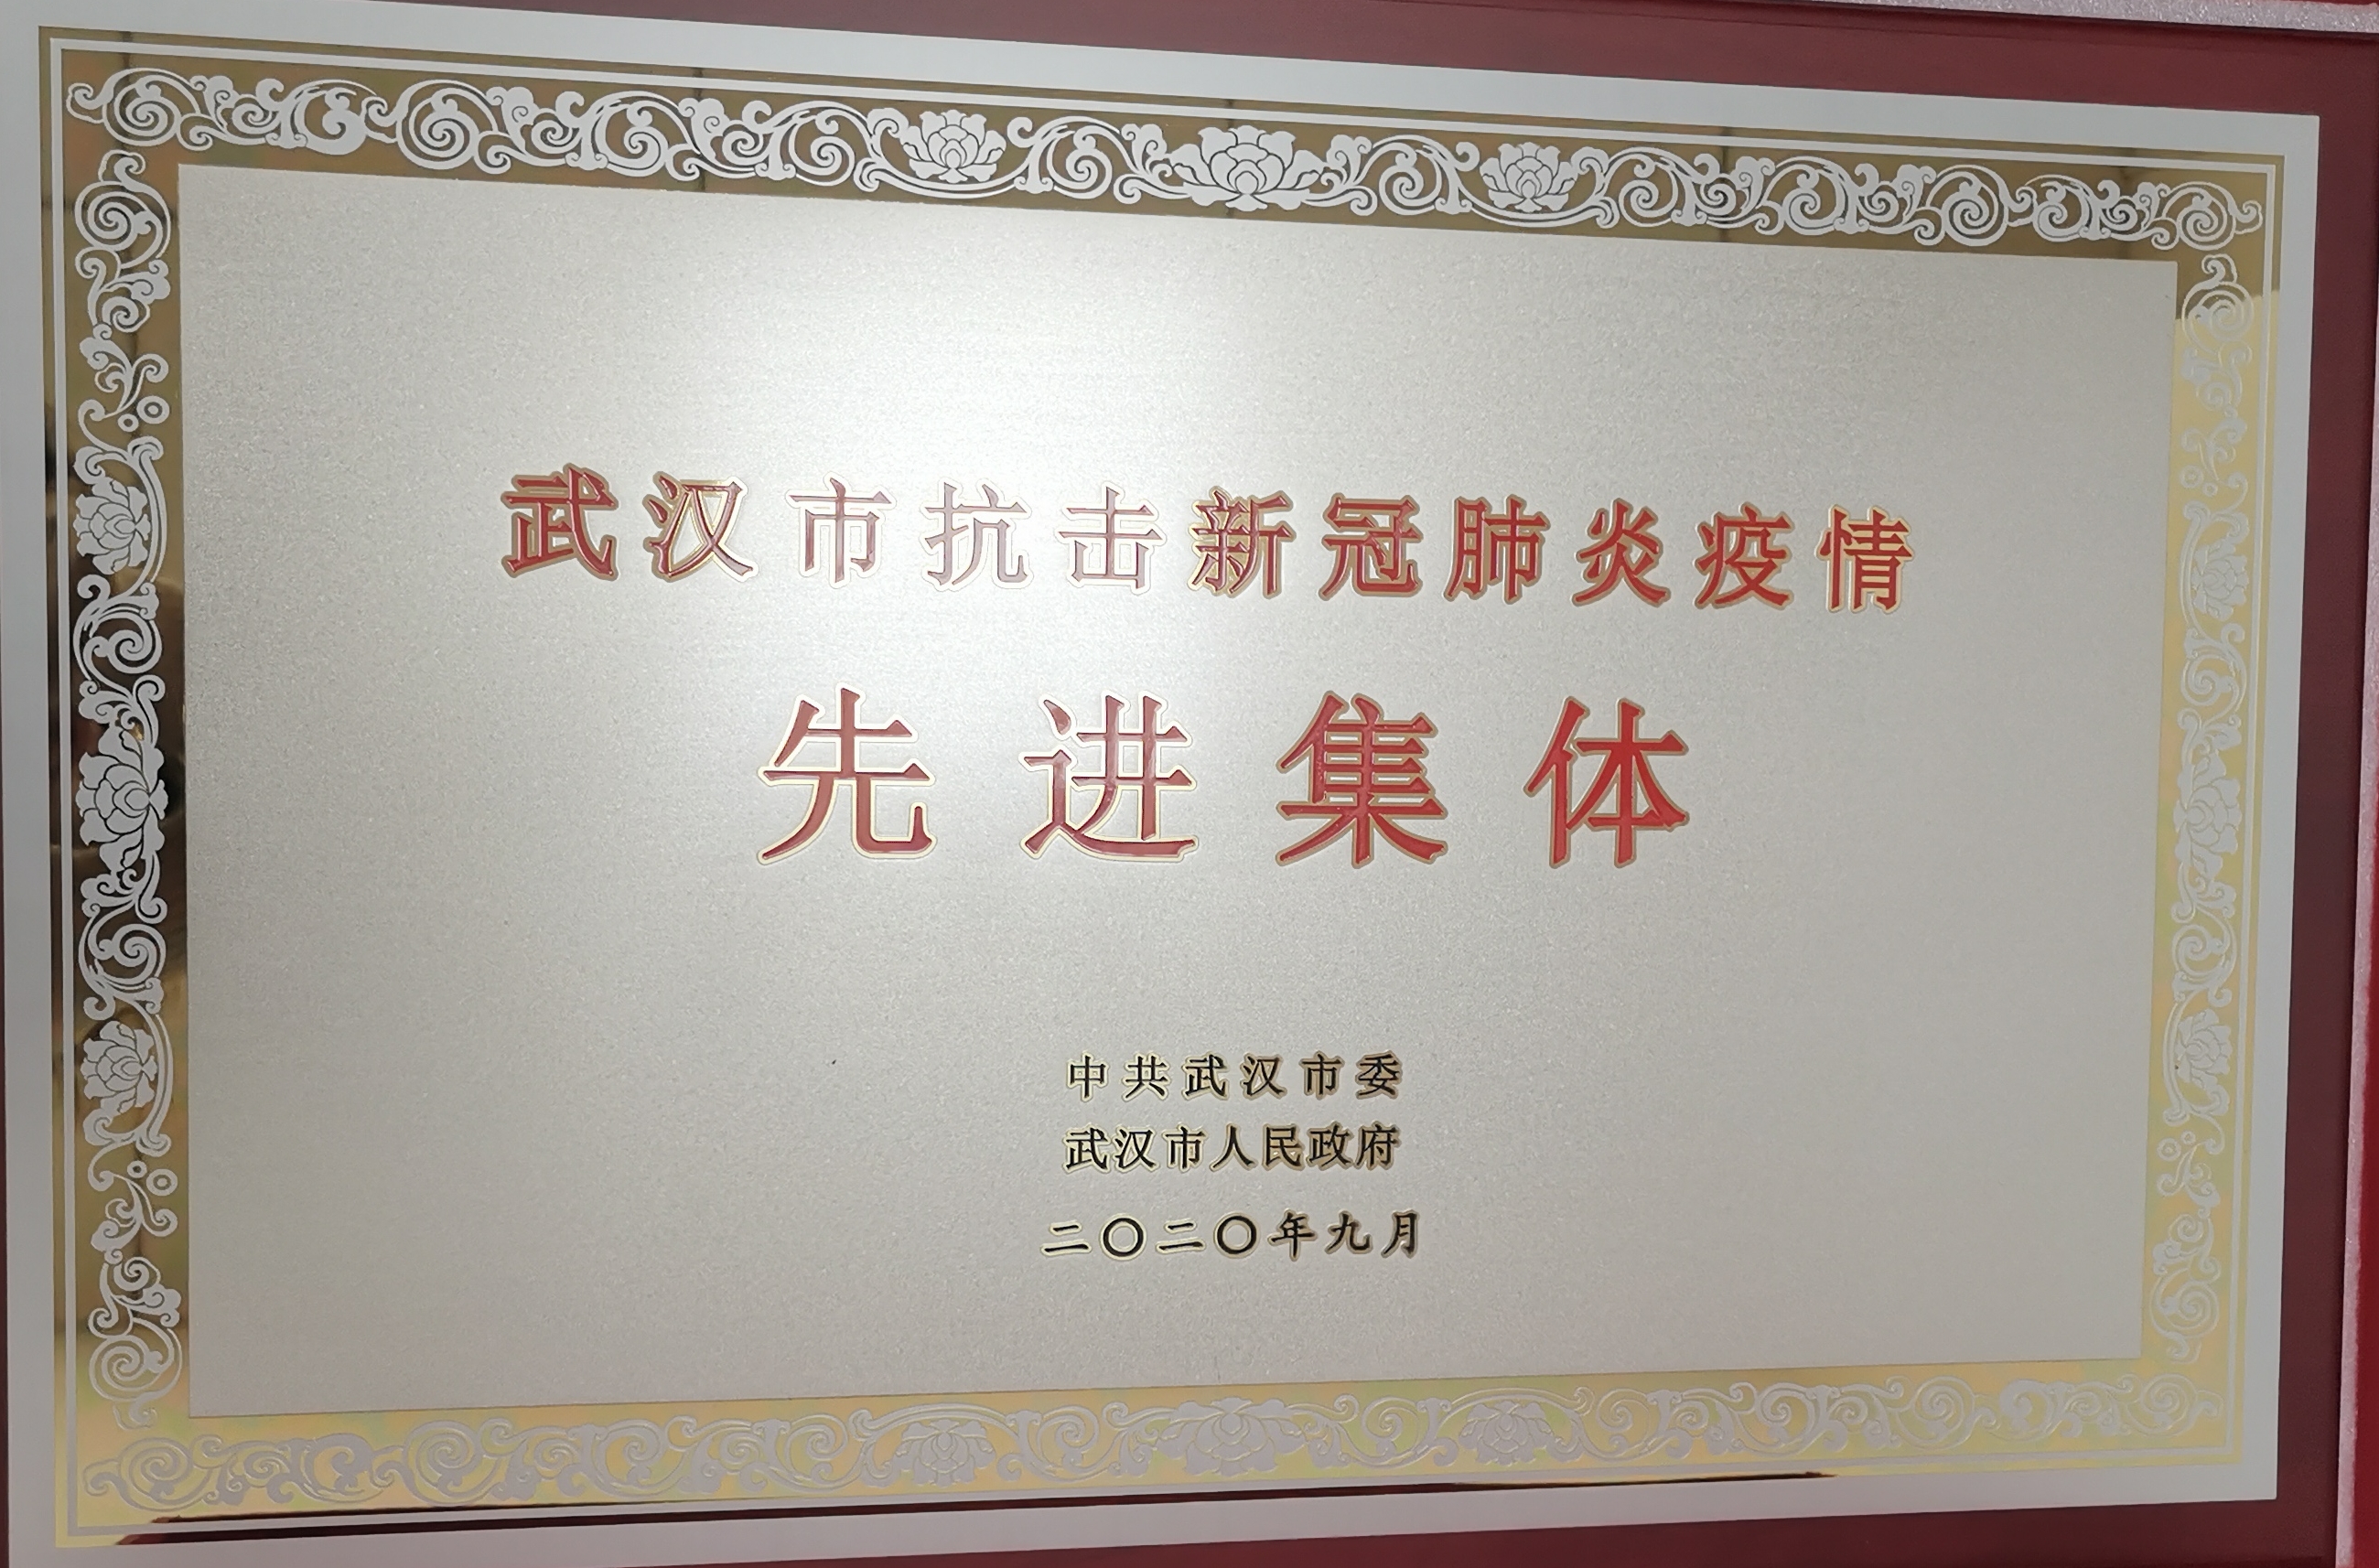 武汉市抗击新冠肺炎疫情
先进集体
中共武汉市委
武汉市人民政府
二〇二〇年九月